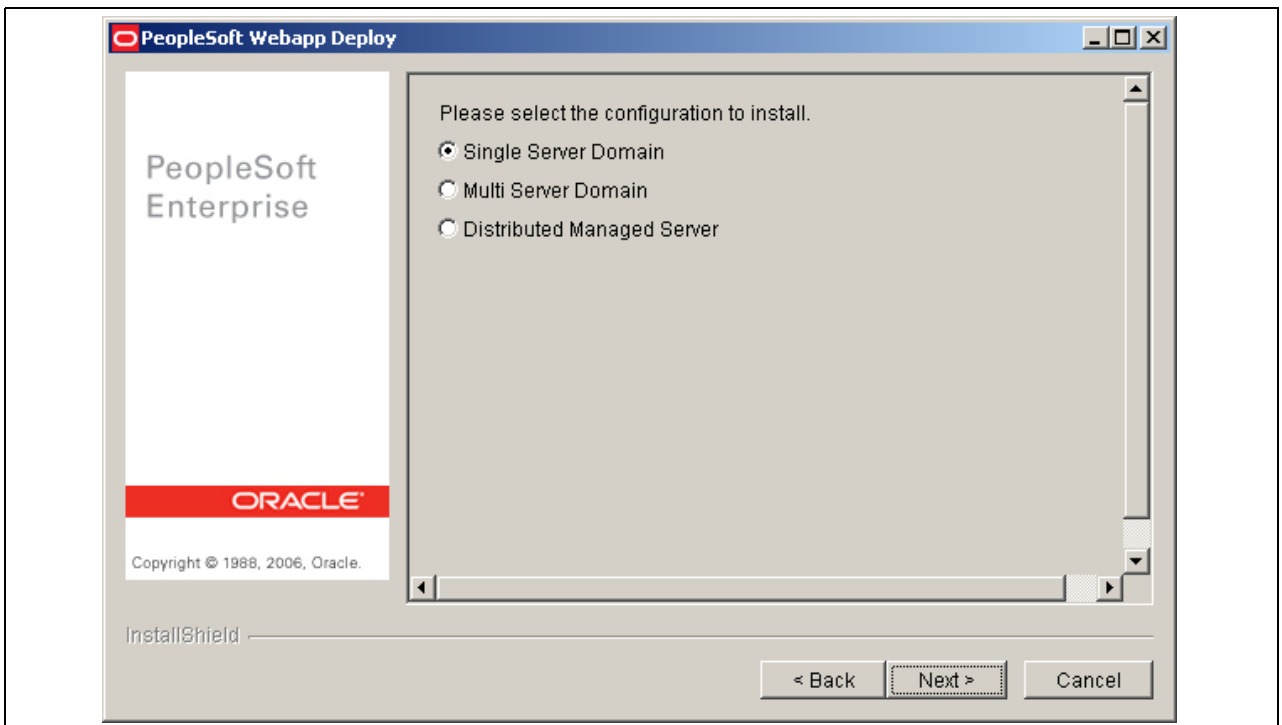 PeopleSoft Webapp Deploy
PeopleSoft
Enterprise
ORACLE
Copyright © 1988, 2006, Oracle.
Please select the configuration to install.
Single Server Domain
Multi Server Domain
Distributed Managed Server
InstallShield
< Back
Next >
Cancel